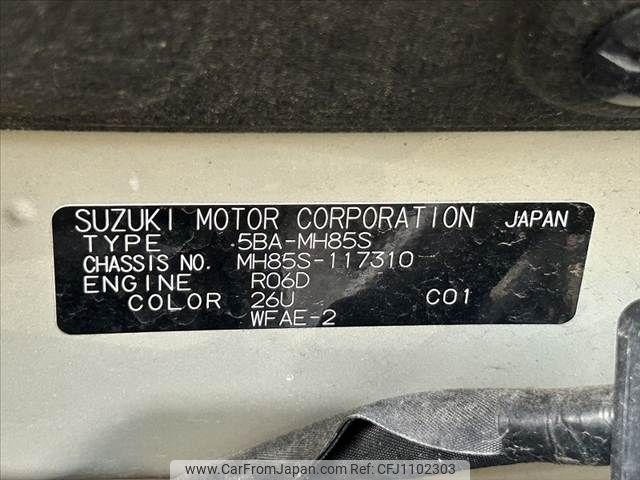 SUZUKI MOTOR CORPORATION JAPAN
TYPE 5BA-MH85S
CHASSIS NO. MH85S-117310
ENGINE R06D
COLOR 26U C01
WFAE-2
www.CarFromJapan.com | Ref: CFJ1102303